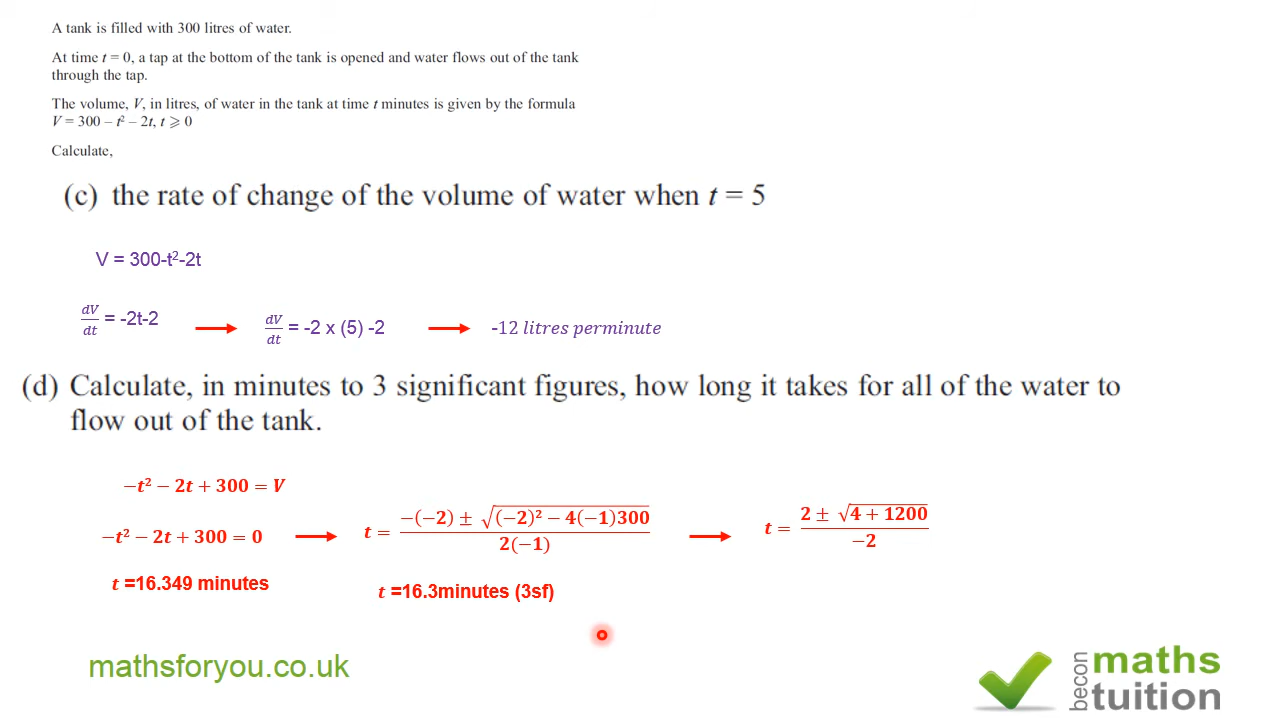 A tank is filled with 300 litres of water.
At time t = 0, a tap at the bottom of the tank is opened and water flows out of the tank
through the tap.
The volume, V, in litres, of water in the tank at time t minutes is given by the formula
V = 300 – t² – 2t, t ⩾ 0
Calculate,
(c) the rate of change of the volume of water when t = 5
V = 300-t²-2t
dV/dt = -2t-2 → dV/dt = -2 x (5) -2 → -12 litres perminute
(d) Calculate, in minutes to 3 significant figures, how long it takes for all of the water to
flow out of the tank.
−t² − 2t + 300 = V
−t² − 2t + 300 = 0 → t = (−(−2) ± √((−2)² − 4(−1)300))/(2(−1)) → t = (2 ± √(4 + 1200))/(−2)
t =16.349 minutes
t =16.3minutes (3sf)
mathsforyou.co.uk
becon
maths
tuition